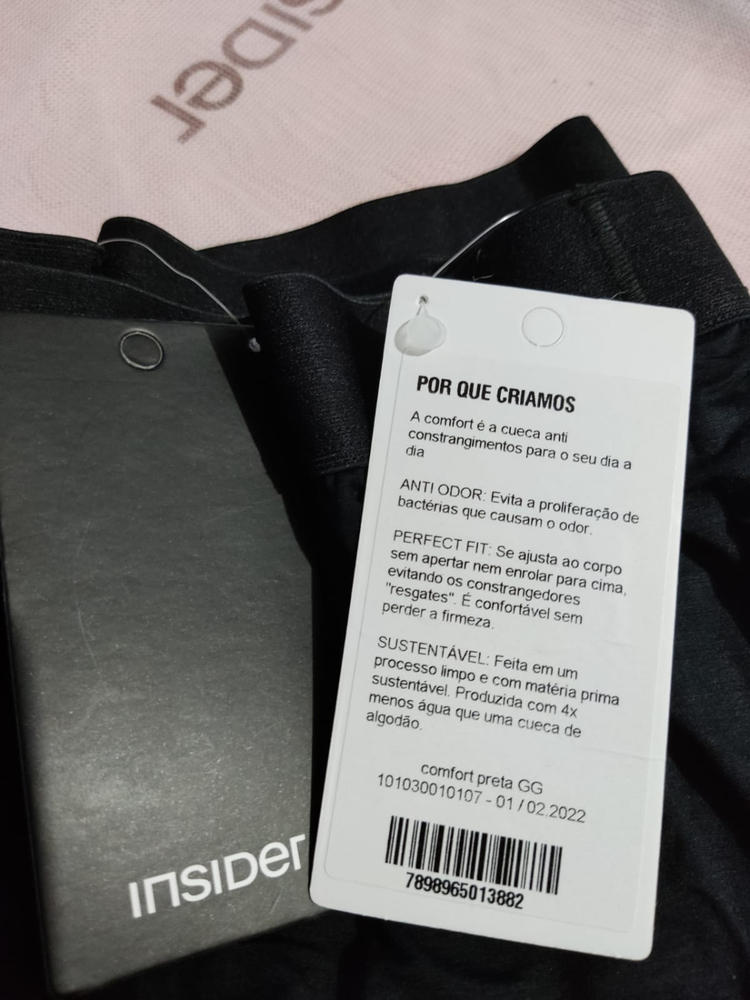 sider
POR QUE CRIAMOS
A comfort é a cueca anti
constrangimentos para o seu dia a
dia
ANTI ODOR: Evita a proliferação de
bactérias que causam o odor.
PERFECT FIT: Se ajusta ao corpo
sem apertar nem enrolar para cima,
evitando os constrangedores
"resgates". É confortável sem
perder a firmeza.
SUSTENTÁVEL: Feita em um
processo limpo e com matéria prima
sustentável. Produzida com 4x
menos água que uma cueca de
algodão.
comfort preta GG
101030010107 - 01 / 02.2022
7898965013882
INSIDER